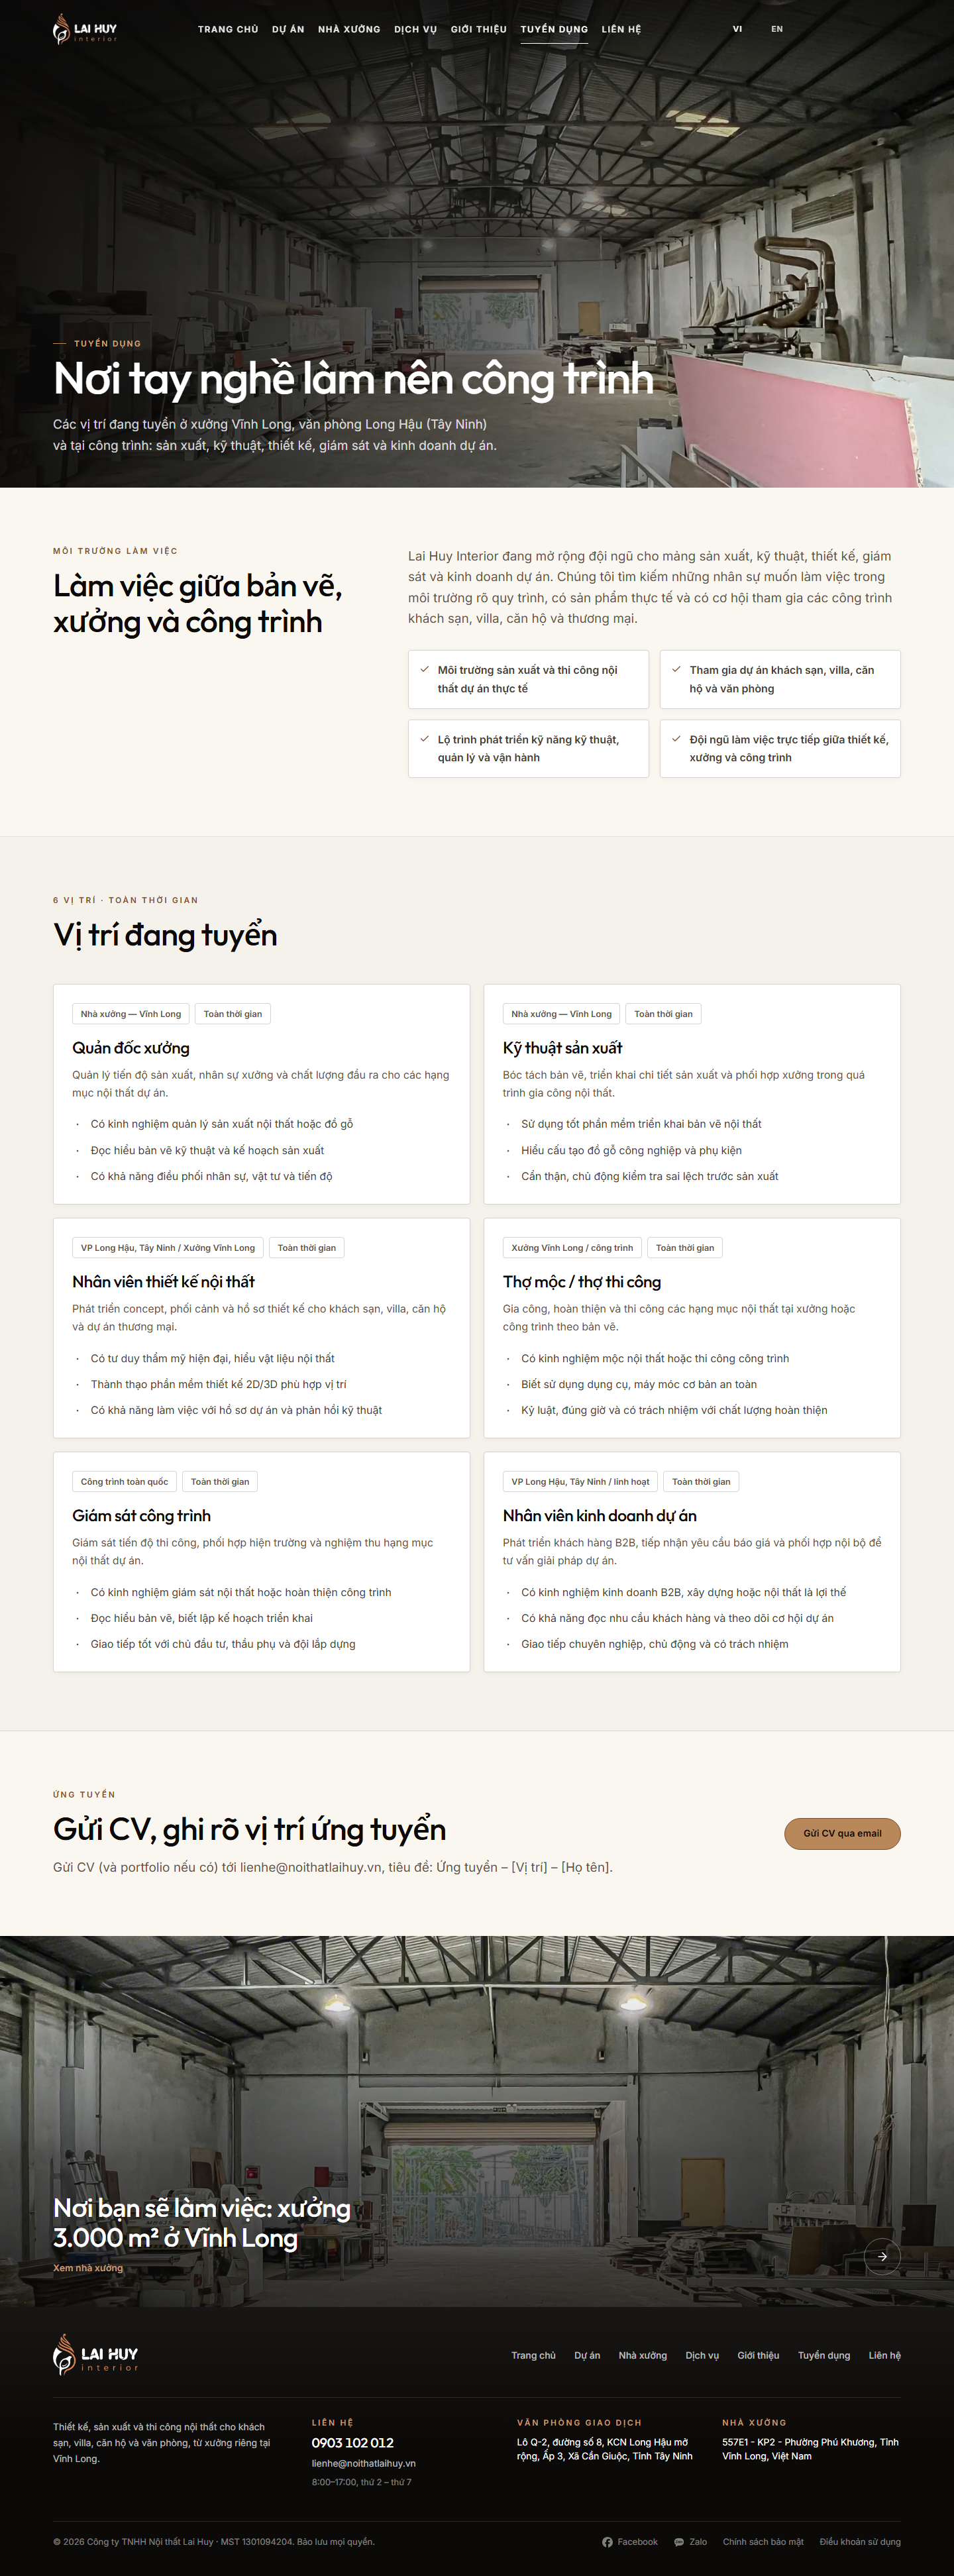 LAI HUY
interior
TRANG CHỦ DỰ ÁN NHÀ XƯỞNG DỊCH VỤ GIỚI THIỆU TUYỂN DỤNG LIÊN HỆ
VI EN
TUYỂN DỤNG
Nơi tay nghề làm nên công trình
Các vị trí đang tuyển ở xưởng Vĩnh Long, văn phòng Long Hậu (Tây Ninh)
và tại công trình: sản xuất, kỹ thuật, thiết kế, giám sát và kinh doanh dự án.
MÔI TRƯỜNG LÀM VIỆC
Làm việc giữa bản vẽ,
xưởng và công trình
Lai Huy Interior đang mở rộng đội ngũ cho mảng sản xuất, kỹ thuật, thiết kế, giám
sát và kinh doanh dự án. Chúng tôi tìm kiếm những nhân sự muốn làm việc trong
môi trường rõ quy trình, có sản phẩm thực tế và có cơ hội tham gia các công trình
khách sạn, villa, căn hộ và thương mại.
Môi trường sản xuất và thi công nội
thất dự án thực tế
Tham gia dự án khách sạn, villa, căn
hộ và văn phòng
Lộ trình phát triển kỹ năng kỹ thuật,
quản lý và vận hành
Đội ngũ làm việc trực tiếp giữa thiết kế,
xưởng và công trình
6 VỊ TRÍ · TOÀN THỜI GIAN
Vị trí đang tuyển
Nhà xưởng — Vĩnh Long Toàn thời gian
Quản đốc xưởng
Quản lý tiến độ sản xuất, nhân sự xưởng và chất lượng đầu ra cho các hạng
mục nội thất dự án.
· Có kinh nghiệm quản lý sản xuất nội thất hoặc đồ gỗ
· Đọc hiểu bản vẽ kỹ thuật và kế hoạch sản xuất
· Có khả năng điều phối nhân sự, vật tư và tiến độ
Nhà xưởng — Vĩnh Long Toàn thời gian
Kỹ thuật sản xuất
Bóc tách bản vẽ, triển khai chi tiết sản xuất và phối hợp xưởng trong quá
trình gia công nội thất.
· Sử dụng tốt phần mềm triển khai bản vẽ nội thất
· Hiểu cấu tạo đồ gỗ công nghiệp và phụ kiện
· Cẩn thận, chủ động kiểm tra sai lệch trước sản xuất
VP Long Hậu, Tây Ninh / Xưởng Vĩnh Long Toàn thời gian
Nhân viên thiết kế nội thất
Phát triển concept, phối cảnh và hồ sơ thiết kế cho khách sạn, villa, căn hộ
và dự án thương mại.
· Có tư duy thẩm mỹ hiện đại, hiểu vật liệu nội thất
· Thành thạo phần mềm thiết kế 2D/3D phù hợp vị trí
· Có khả năng làm việc với hồ sơ dự án và phản hồi kỹ thuật
Xưởng Vĩnh Long / công trình Toàn thời gian
Thợ mộc / thợ thi công
Gia công, hoàn thiện và thi công các hạng mục nội thất tại xưởng hoặc
công trình theo bản vẽ.
· Có kinh nghiệm mộc nội thất hoặc thi công công trình
· Biết sử dụng dụng cụ, máy móc cơ bản an toàn
· Kỷ luật, đúng giờ và có trách nhiệm với chất lượng hoàn thiện
Công trình toàn quốc Toàn thời gian
Giám sát công trình
Giám sát tiến độ thi công, phối hợp hiện trường và nghiệm thu hạng mục
nội thất dự án.
· Có kinh nghiệm giám sát nội thất hoặc hoàn thiện công trình
· Đọc hiểu bản vẽ, biết lập kế hoạch triển khai
· Giao tiếp tốt với chủ đầu tư, thầu phụ và đội lắp dựng
VP Long Hậu, Tây Ninh / linh hoạt Toàn thời gian
Nhân viên kinh doanh dự án
Phát triển khách hàng B2B, tiếp nhận yêu cầu báo giá và phối hợp nội bộ để
tư vấn giải pháp dự án.
· Có kinh nghiệm kinh doanh B2B, xây dựng hoặc nội thất là lợi thế
· Có khả năng đọc nhu cầu khách hàng và theo dõi cơ hội dự án
· Giao tiếp chuyên nghiệp, chủ động và có trách nhiệm
ỨNG TUYỂN
Gửi CV, ghi rõ vị trí ứng tuyển
Gửi CV (và portfolio nếu có) tới lienhe@noithatlaihuy.vn, tiêu đề: Ứng tuyển – [Vị trí] – [Họ tên].
Gửi CV qua email
Nơi bạn sẽ làm việc: xưởng
3.000 m² ở Vĩnh Long
Xem nhà xưởng
LAI HUY
interior
Trang chủ Dự án Nhà xưởng Dịch vụ Giới thiệu Tuyển dụng Liên hệ
Thiết kế, sản xuất và thi công nội thất cho khách
sạn, villa, căn hộ và văn phòng, từ xưởng riêng tại
Vĩnh Long.
LIÊN HỆ
0903 102 012
lienhe@noithatlaihuy.vn
8:00–17:00, thứ 2 – thứ 7
VĂN PHÒNG GIAO DỊCH
Lô Q-2, đường số 8, KCN Long Hậu mở
rộng, Ấp 3, Xã Cần Giuộc, Tỉnh Tây Ninh
NHÀ XƯỞNG
557E1 - KP2 - Phường Phú Khương, Tỉnh
Vĩnh Long, Việt Nam
© 2026 Công ty TNHH Nội thất Lai Huy · MST 1301094204. Bảo lưu mọi quyền.
Facebook Zalo Chính sách bảo mật Điều khoản sử dụng